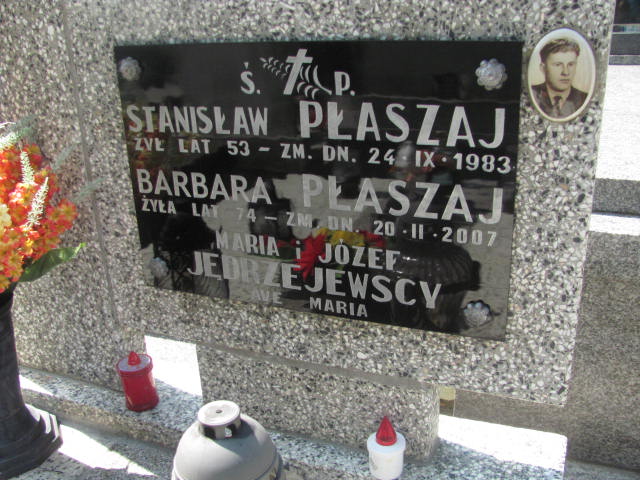 Ś. P.
STANISŁAW PŁASZAJ
ŻYŁ LAT 53 – ZM. DN. 24 · IX · 1983
BARBARA PŁASZAJ
ŻYŁA LAT 74 – ZM. DN. 20 · II · 2007
MARIA i JÓZEF
JĘDRZEJEWSCY
AVE MARIA